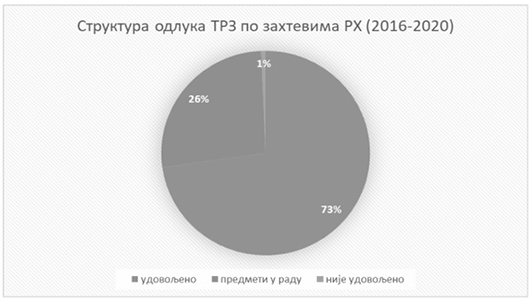 Структура одлука ТРЗ по захтевима РХ (2016-2020)
1%
26%
73%
удовољено предмети у раду није удовољено